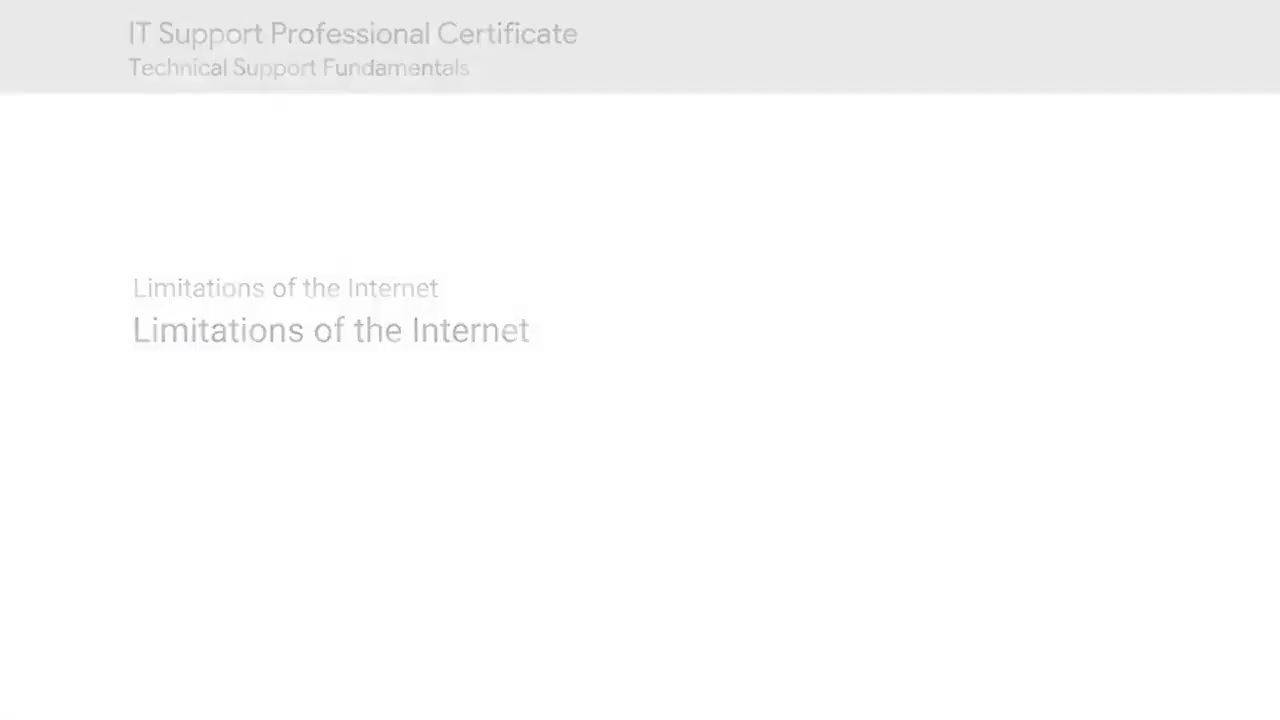 IT Support Professional Certificate
Technical Support Fundamentals
Limitations of the Internet
Limitations of the Internet